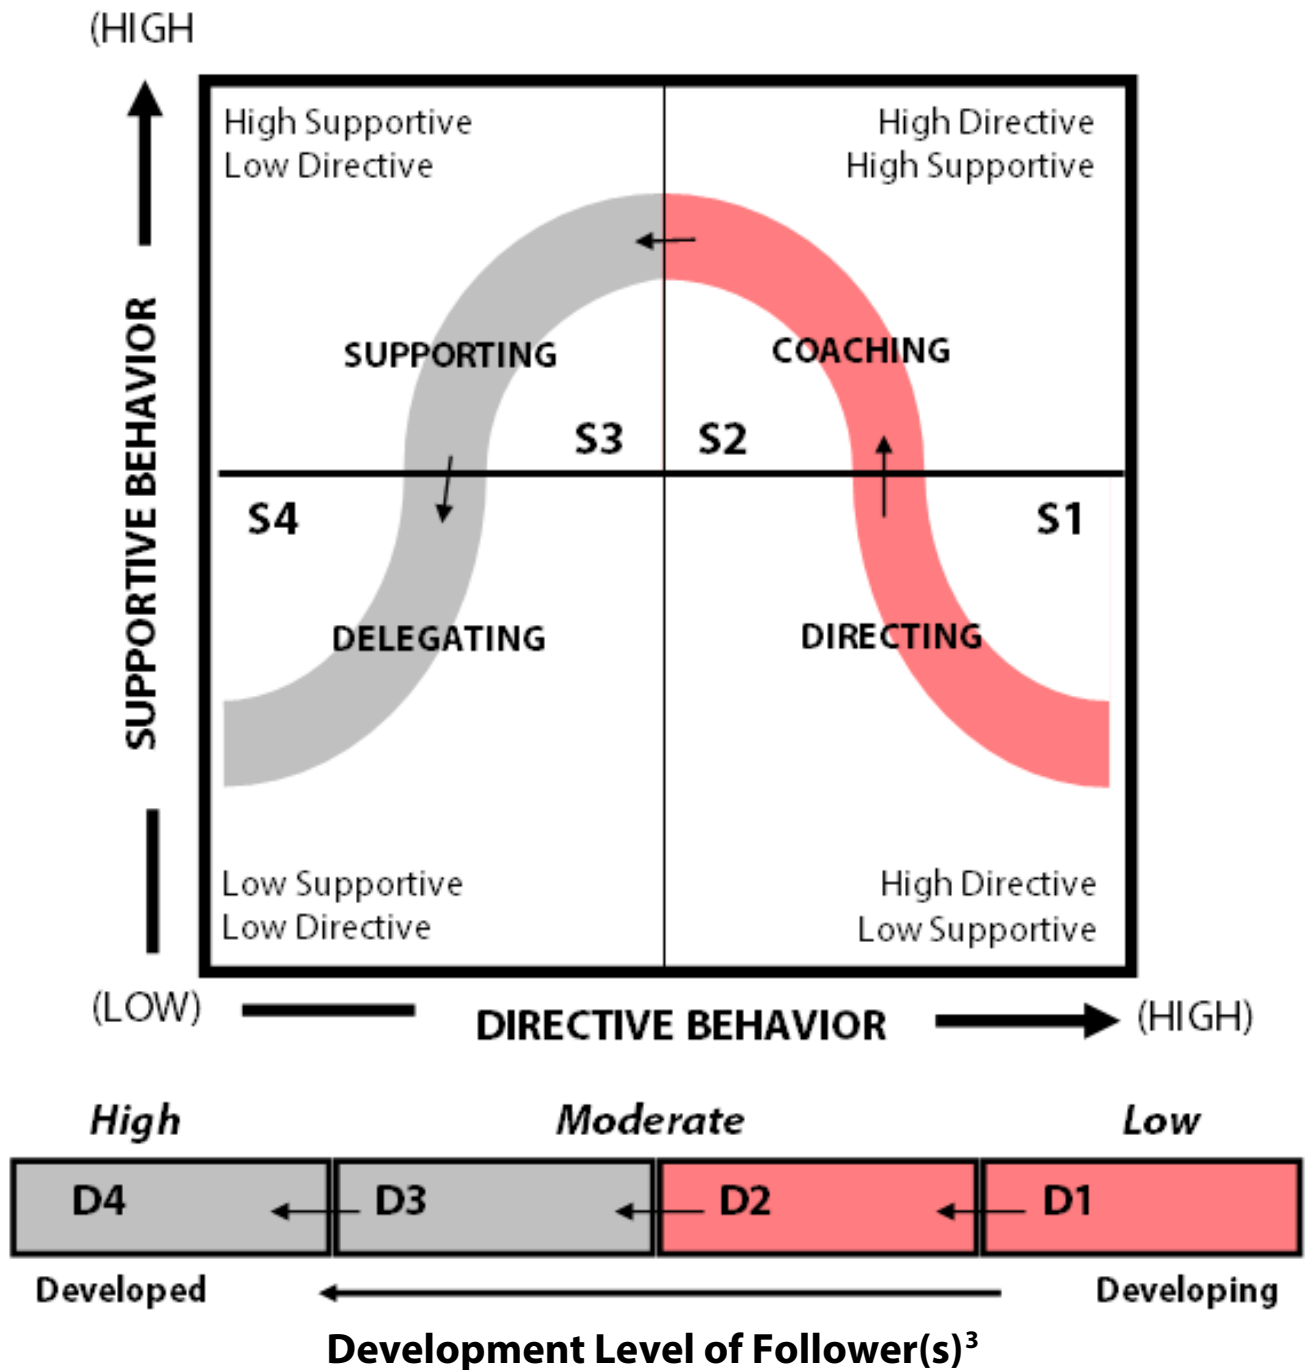 (HIGH
High Supportive
Low Directive
High Directive
High Supportive
SUPPORTIVE BEHAVIOR
SUPPORTING
COACHING
S3
S2
S4
S1
DELEGATING
DIRECTING
Low Supportive
Low Directive
High Directive
Low Supportive
(LOW)
DIRECTIVE BEHAVIOR
(HIGH)
High
Moderate
Low
D4
D3
D2
D1
Developed
Developing
Development Level of Follower(s)³